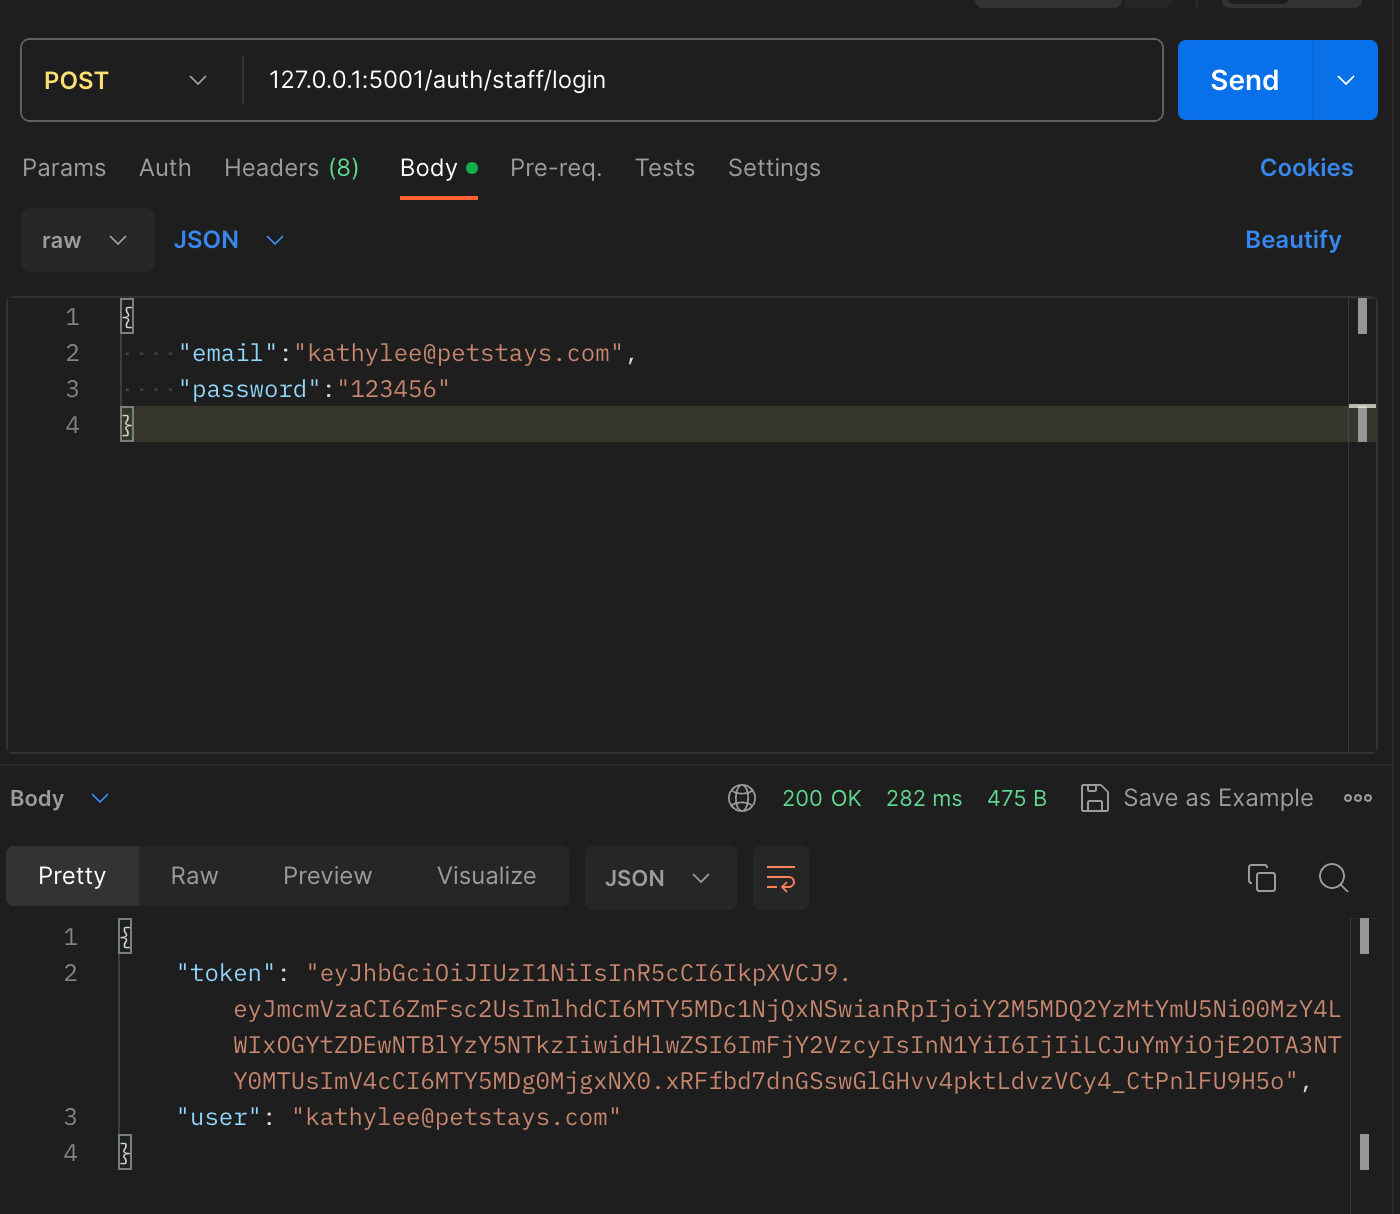 POST
127.0.0.1:5001/auth/staff/login
Send
Params Auth Headers (8) Body Pre-req. Tests Settings Cookies
raw JSON Beautify
1 {
2 "email":"kathylee@petstays.com",
3 "password":"123456"
4 }
Body 200 OK 282 ms 475 B Save as Example
Pretty Raw Preview Visualize JSON
1 {
2 "token": "eyJhbGciOiJIUzI1NiIsInR5cCI6IkpXVCJ9.
eyJmcmVzaCI6ZmFsc2UsImlhdCI6MTY5MDc1NjQxNSwianRpIjoiY2M5MDQ2YzMtYmU5Ni00MzY4L
WIxOGYtZDEwNTBlYzY5NTkzIiwidHlwZSI6ImFjY2VzcyIsInN1YiI6IjIiLCJuYmYiOjE2OTA3NT
Y0MTUsImV4cCI6MTY5MDg0MjgxNX0.xRFfbd7dnGSswGlGHvv4pktLdvzVCy4_CtPnlFU9H5o",
3 "user": "kathylee@petstays.com"
4 }